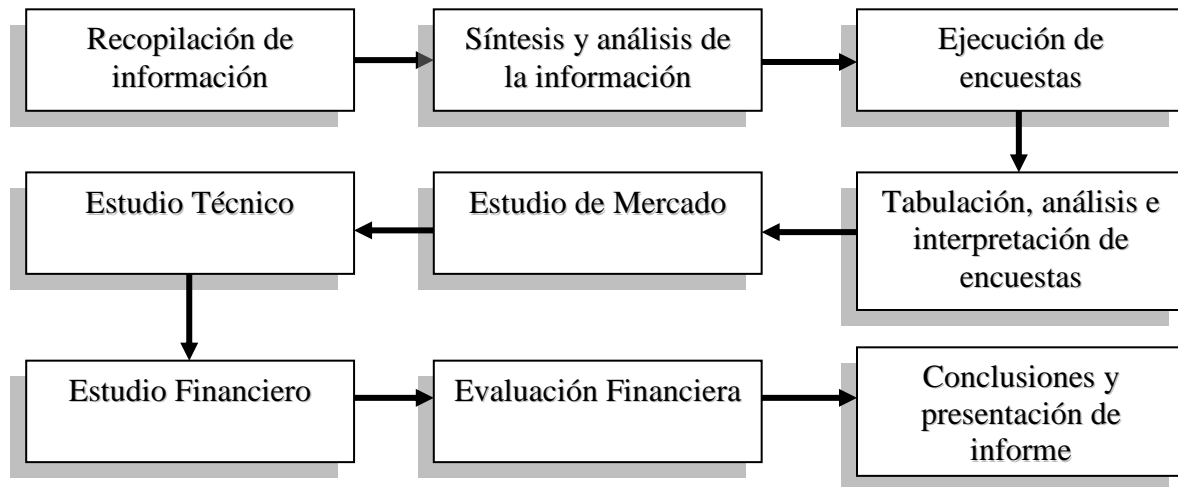 Recopilación de
información
Síntesis y análisis de
la información
Ejecución de
encuestas
Tabulación, análisis e
interpretación de
encuestas
Estudio de Mercado
Estudio Técnico
Estudio Financiero
Evaluación Financiera
Conclusiones y
presentación de
informe